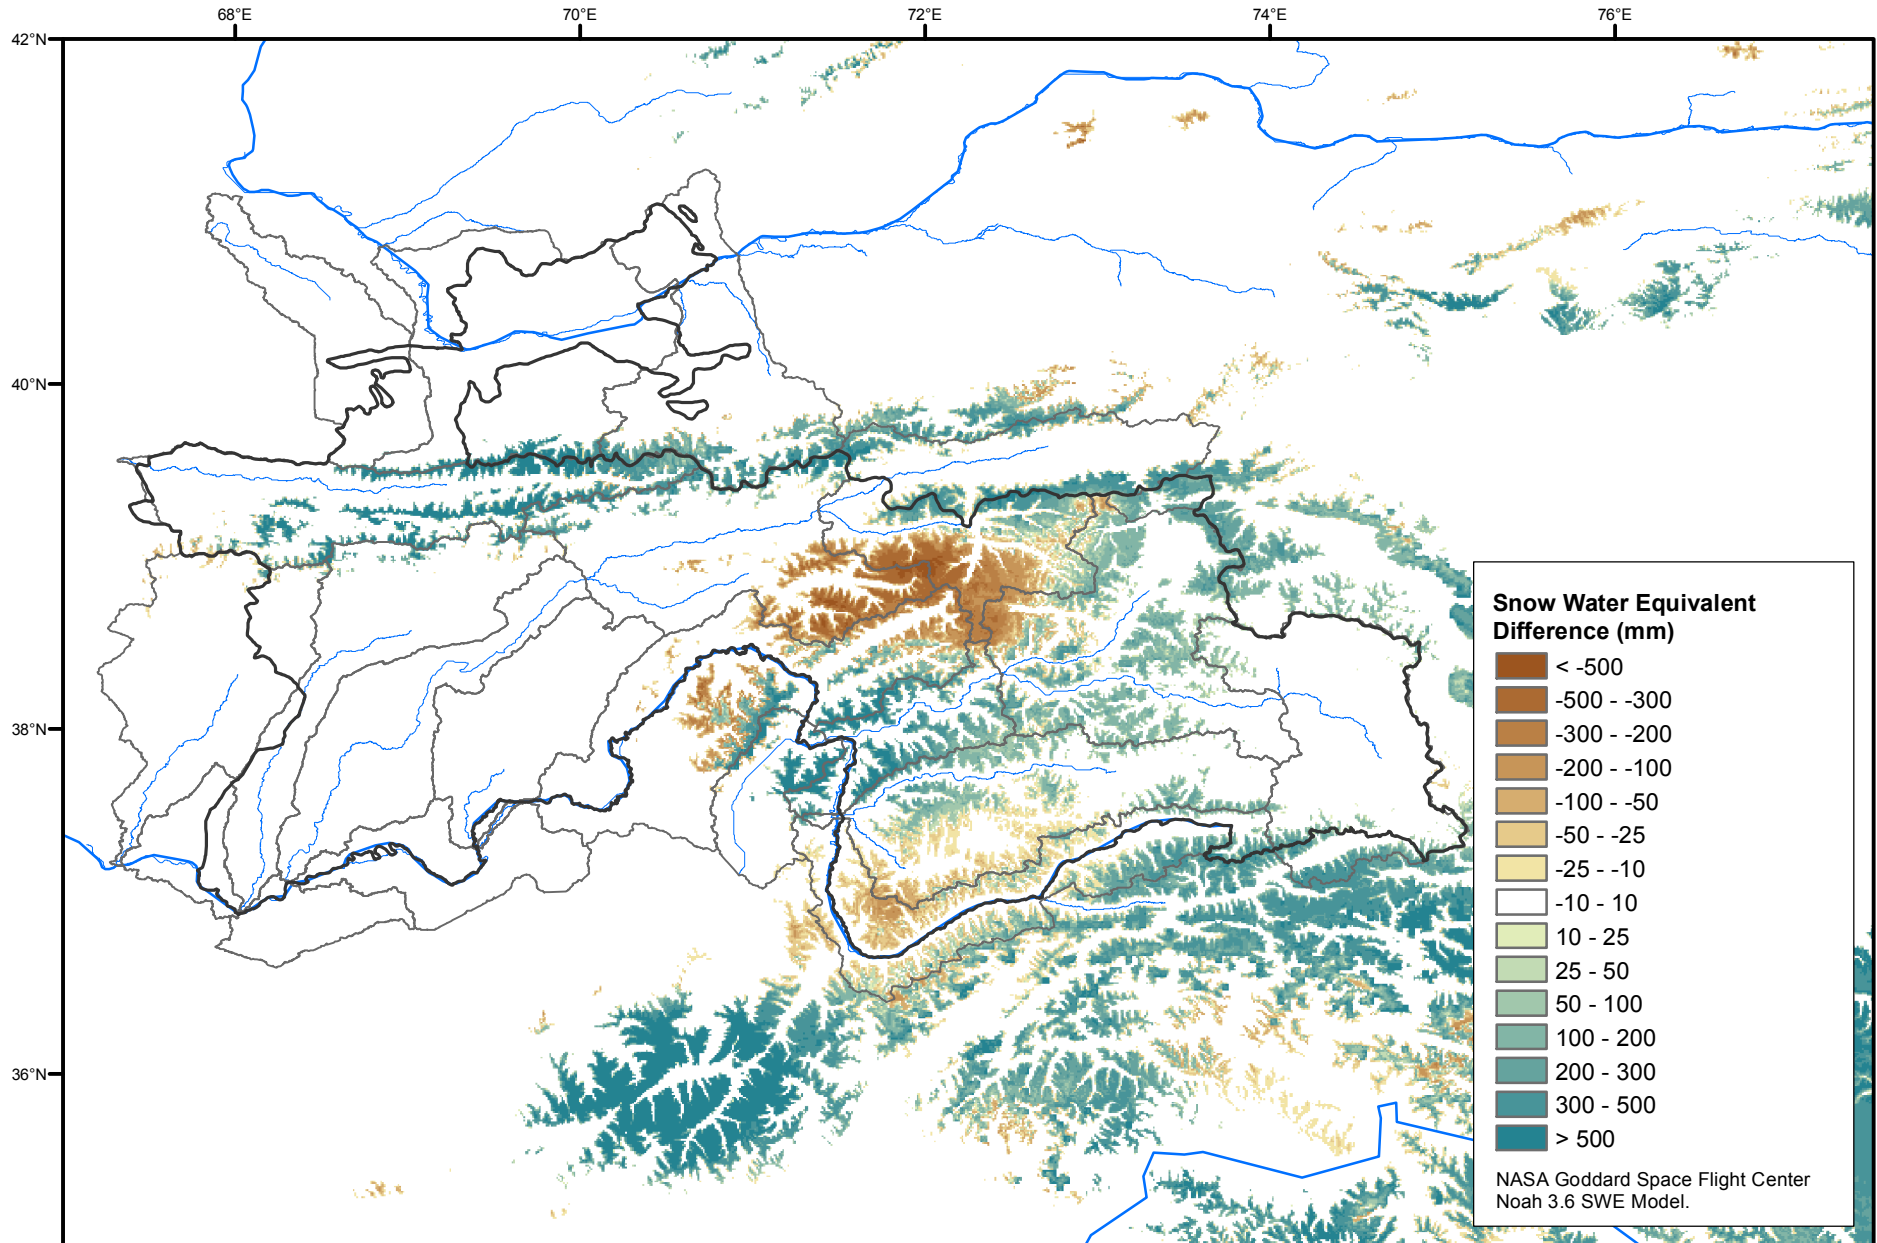 68°E 70°E 72°E 74°E 76°E
42°N
40°N
38°N
36°N
Snow Water Equivalent
Difference (mm)
< -500
-500 - -300
-300 - -200
-200 - -100
-100 - -50
-50 - -25
-25 - -10
-10 - 10
10 - 25
25 - 50
50 - 100
100 - 200
200 - 300
300 - 500
> 500
NASA Goddard Space Flight Center
Noah 3.6 SWE Model.